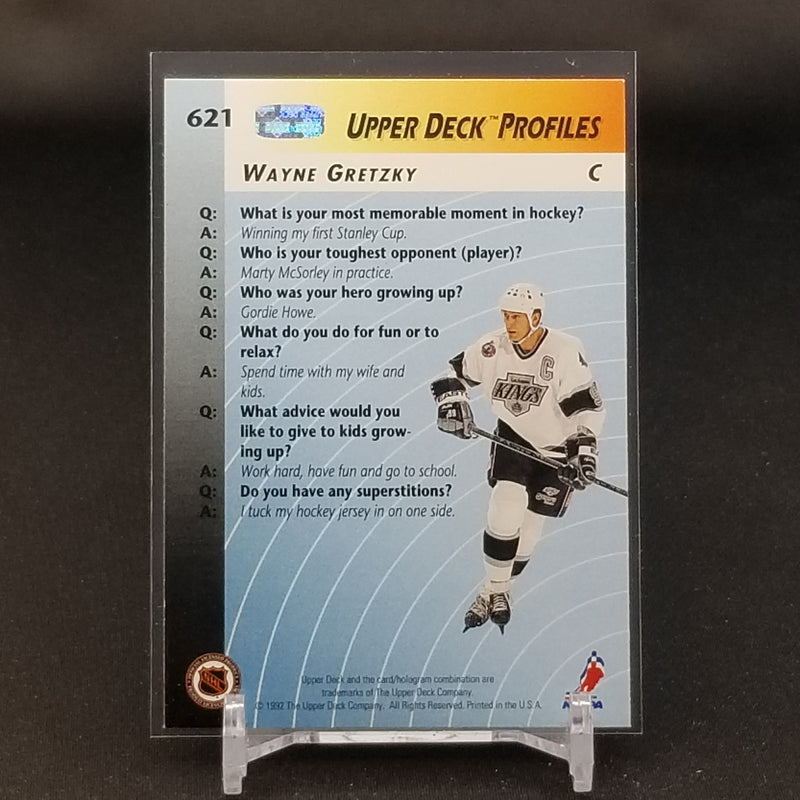 621
UPPER DECK™ PROFILES
WAYNE GRETZKY C
Q: What is your most memorable moment in hockey?
A: Winning my first Stanley Cup.
Q: Who is your toughest opponent (player)?
A: Marty McSorley in practice.
Q: Who was your hero growing up?
A: Gordie Howe.
Q: What do you do for fun or to
relax?
A: Spend time with my wife and
kids.
Q: What advice would you
like to give to kids grow-
ing up?
A: Work hard, have fun and go to school.
Q: Do you have any superstitions?
A: I tuck my hockey jersey in on one side.
C
KINGS
NHL
Upper Deck and the card/hologram combination are
trademarks of The Upper Deck Company.
© 1992 The Upper Deck Company. All Rights Reserved. Printed in the U.S.A.